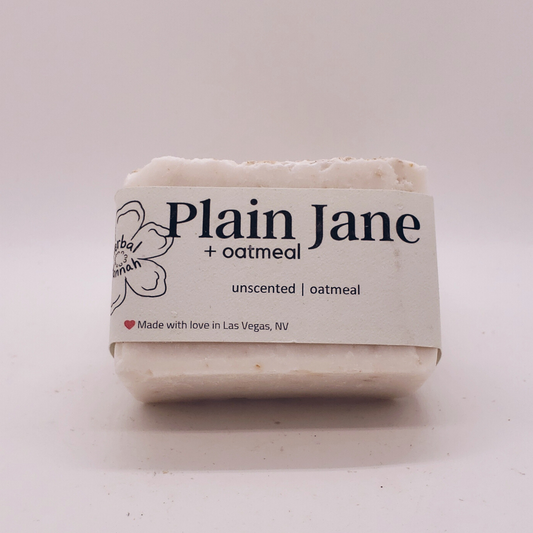 Plain Jane
+ oatmeal
unscented | oatmeal
Made with love in Las Vegas, NV